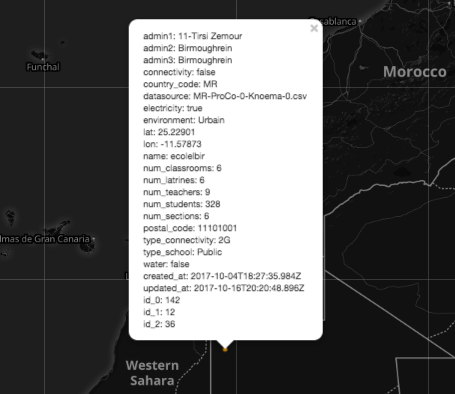 Casablanca
Funchal
Morocco
lmas de Gran Canaria
Western
Sahara
×
admin1: 11-Tirsi Zemour
admin2: Birmoughrein
admin3: Birmoughrein
connectivity: false
country_code: MR
datasource: MR-ProCo-0-Knoema-0.csv
electricity: true
environment: Urbain
lat: 25.22901
lon: -11.57873
name: ecolelbir
num_classrooms: 6
num_latrines: 6
num_teachers: 9
num_students: 328
num_sections: 6
postal_code: 11101001
type_connectivity: 2G
type_school: Public
water: false
created_at: 2017-10-04T18:27:35.984Z
updated_at: 2017-10-16T20:20:48.896Z
id_0: 142
id_1: 12
id_2: 36